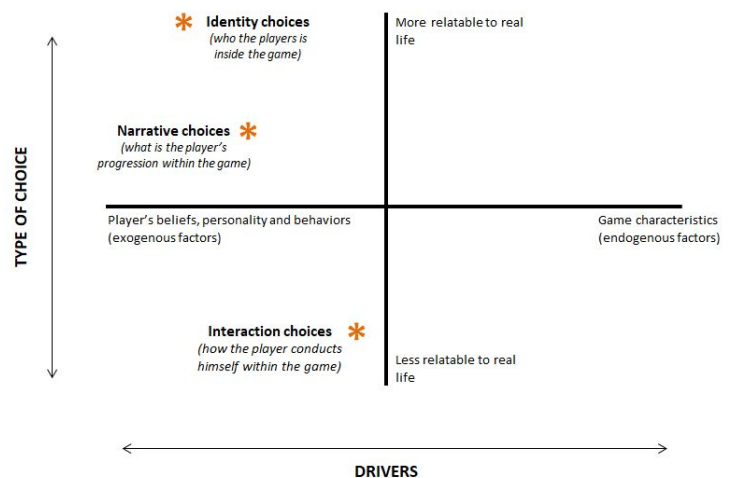 Identity choices
(who the players is
inside the game)
More relatable to real
life
Narrative choices
(what is the player's
progression within the game)
TYPE OF CHOICE
Player's beliefs, personality and behaviors
(exogenous factors)
Game characteristics
(endogenous factors)
Interaction choices
(how the player conducts
himself within the game)
Less relatable to real
life
DRIVERS